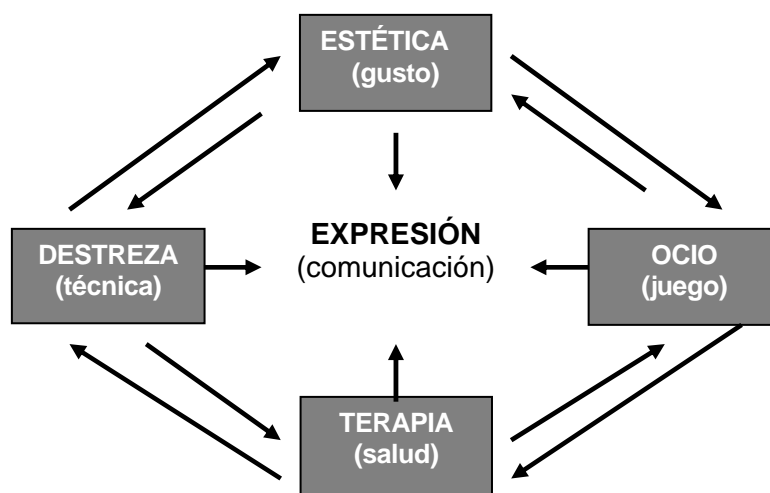 ESTÉTICA
(gusto)
EXPRESIÓN
(comunicación)
DESTREZA
(técnica)
OCIO
(juego)
TERAPIA
(salud)